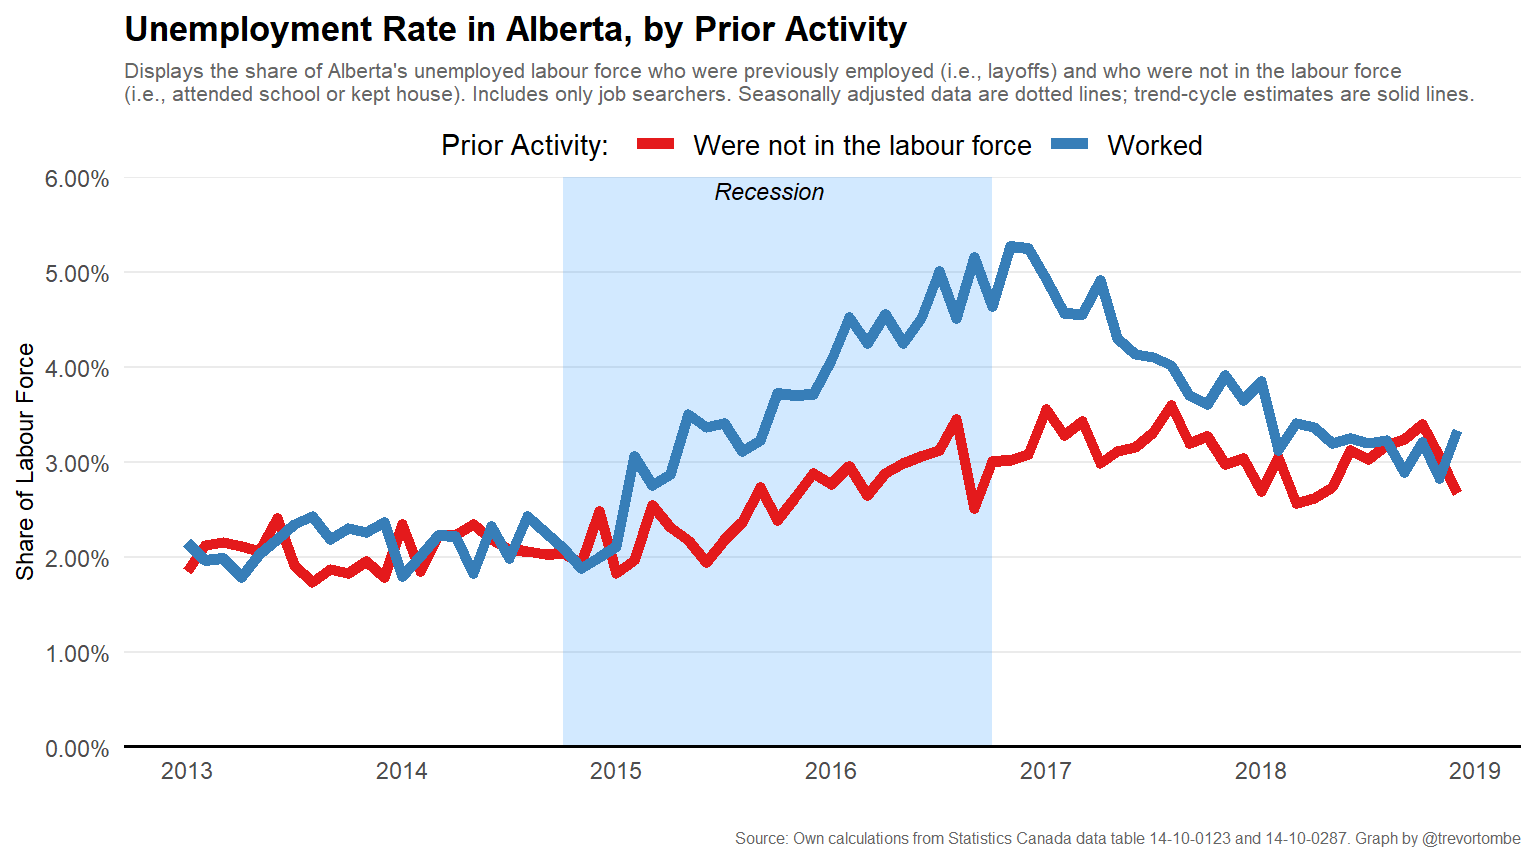 Unemployment Rate in Alberta, by Prior Activity
Displays the share of Alberta's unemployed labour force who were previously employed (i.e., layoffs) and who were not in the labour force
(i.e., attended school or kept house). Includes only job searchers. Seasonally adjusted data are dotted lines; trend-cycle estimates are solid lines.
Prior Activity: Were not in the labour force Worked
6.00%
Recession
5.00%
4.00%
3.00%
2.00%
1.00%
0.00%
Share of Labour Force
2013 2014 2015 2016 2017 2018 2019
Source: Own calculations from Statistics Canada data table 14-10-0123 and 14-10-0287. Graph by @trevortombe